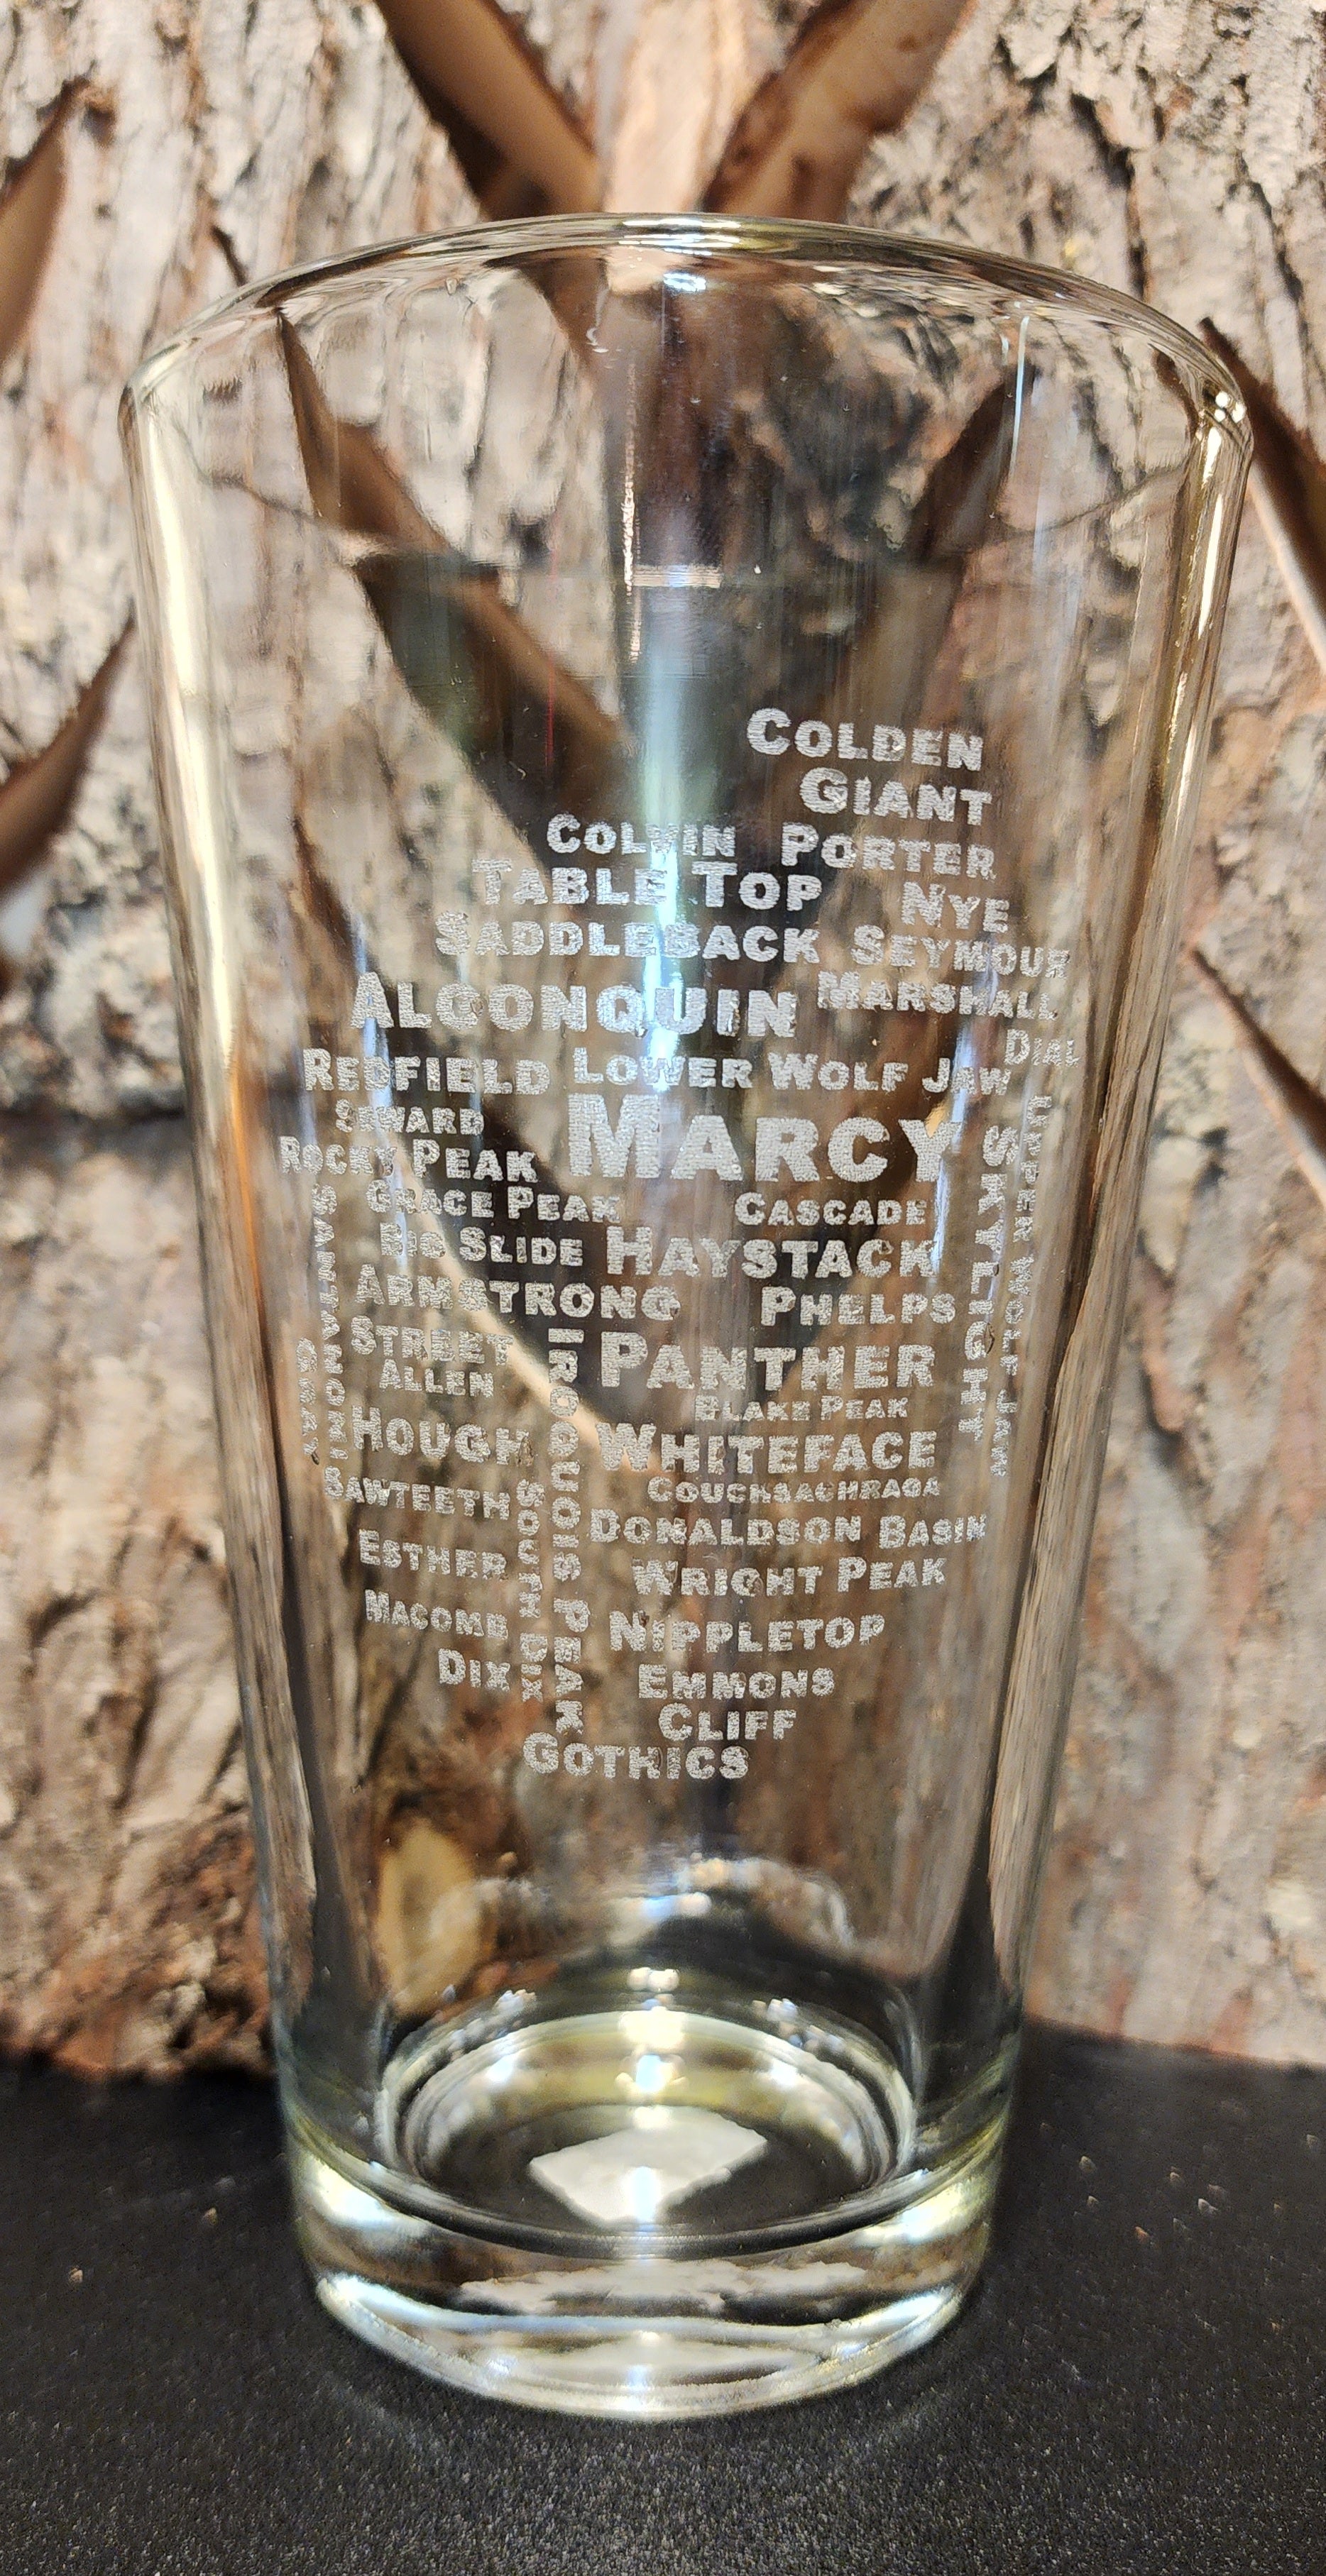 COLDEN
GIANT
COLVIN PORTER
TABLE TOP NYE
SADDLEBACK SEYMOUR
ALGONQUIN MARSHALL
DIAL
REDFIELD LOWER WOLF JAW
SEWARD MARCY
ROCKY PEAK
SKYLIGHT
UPPER WOLF JAW
GRACE PEAK CASCADE
SANTANONI
BIG SLIDE HAYSTACK
ARMSTRONG PHELPS
STREET PANTHER
IROQUOIS PEAK
GRAY
ALLEN
BLAKE PEAK
HOUGH WHITEFACE
SAWTEETH COUCHSACHRAGA
SOUTH DIX
DONALDSON BASIN
ESTHER WRIGHT PEAK
MACOMB NIPPLETOP
DIX EMMONS
CLIFF
GOTHICS